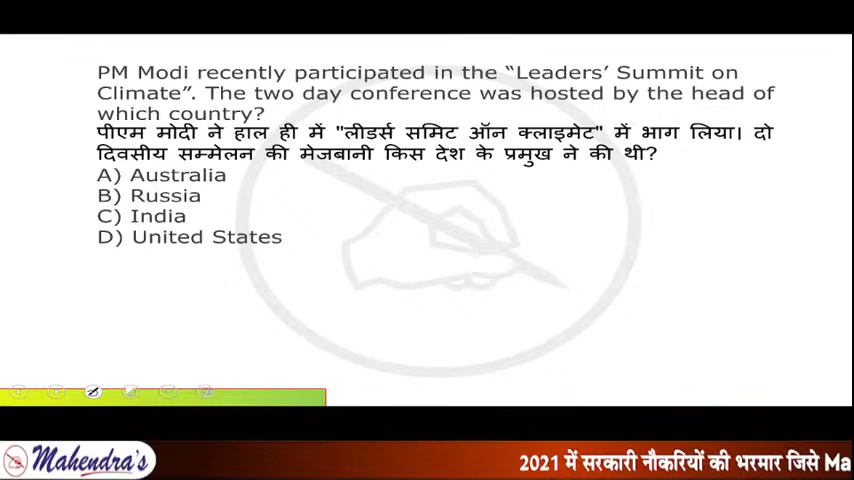 PM Modi recently participated in the “Leaders’ Summit on
Climate”. The two day conference was hosted by the head of
which country?
पीएम मोदी ने हाल ही में "लीडर्स समिट ऑन क्लाइमेट" में भाग लिया। दो
दिवसीय सम्मेलन की मेजबानी किस देश के प्रमुख ने की थी?
A) Australia
B) Russia
C) India
D) United States
Mahendra's
2021 में सरकारी नौकरियों की भरमार जिसे Ma